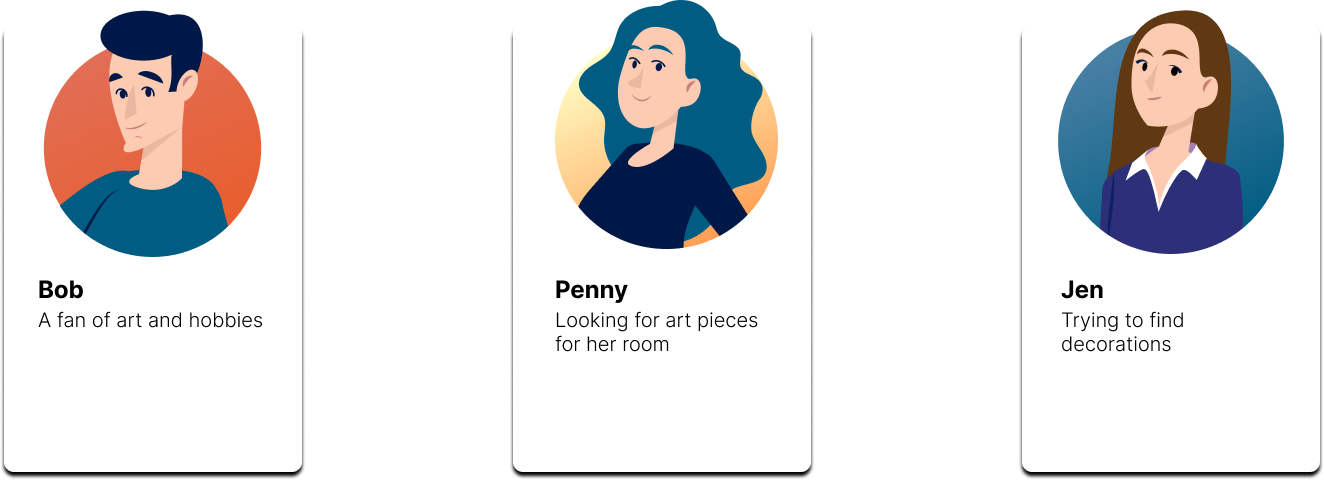 Bob
A fan of art and hobbies
Penny
Looking for art pieces
for her room
Jen
Trying to find
decorations